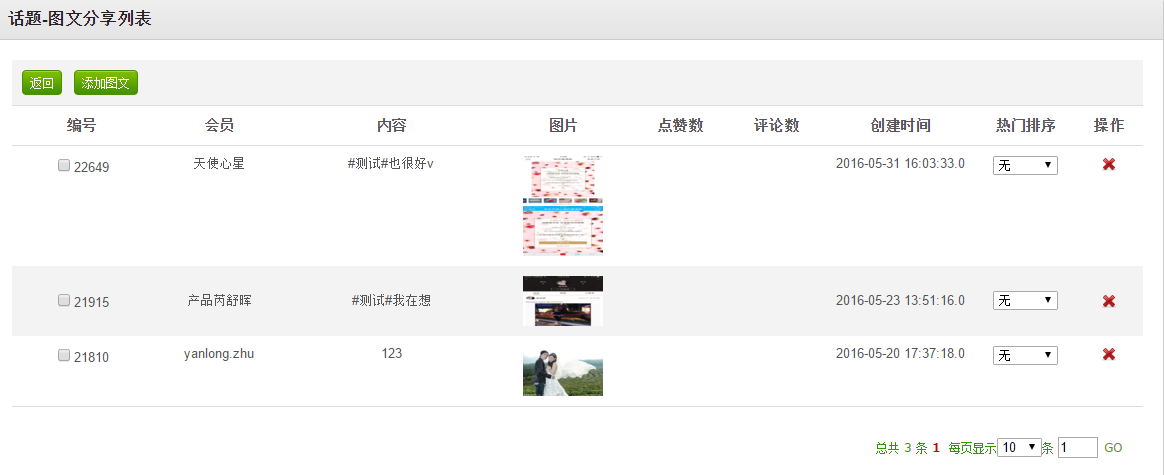 话题-图文分享列表
返回 添加图文
编号 会员 内容 图片 点赞数 评论数 创建时间 热门排序 操作
22649 天使心星 #测试#也很好v 2016-05-31 16:03:33.0 无
21915 产品芮舒晖 #测试#我在想 2016-05-23 13:51:16.0 无
21810 yanlong.zhu 123 2016-05-20 17:37:18.0 无
总共 3 条 1 每页显示 10 条 1 GO